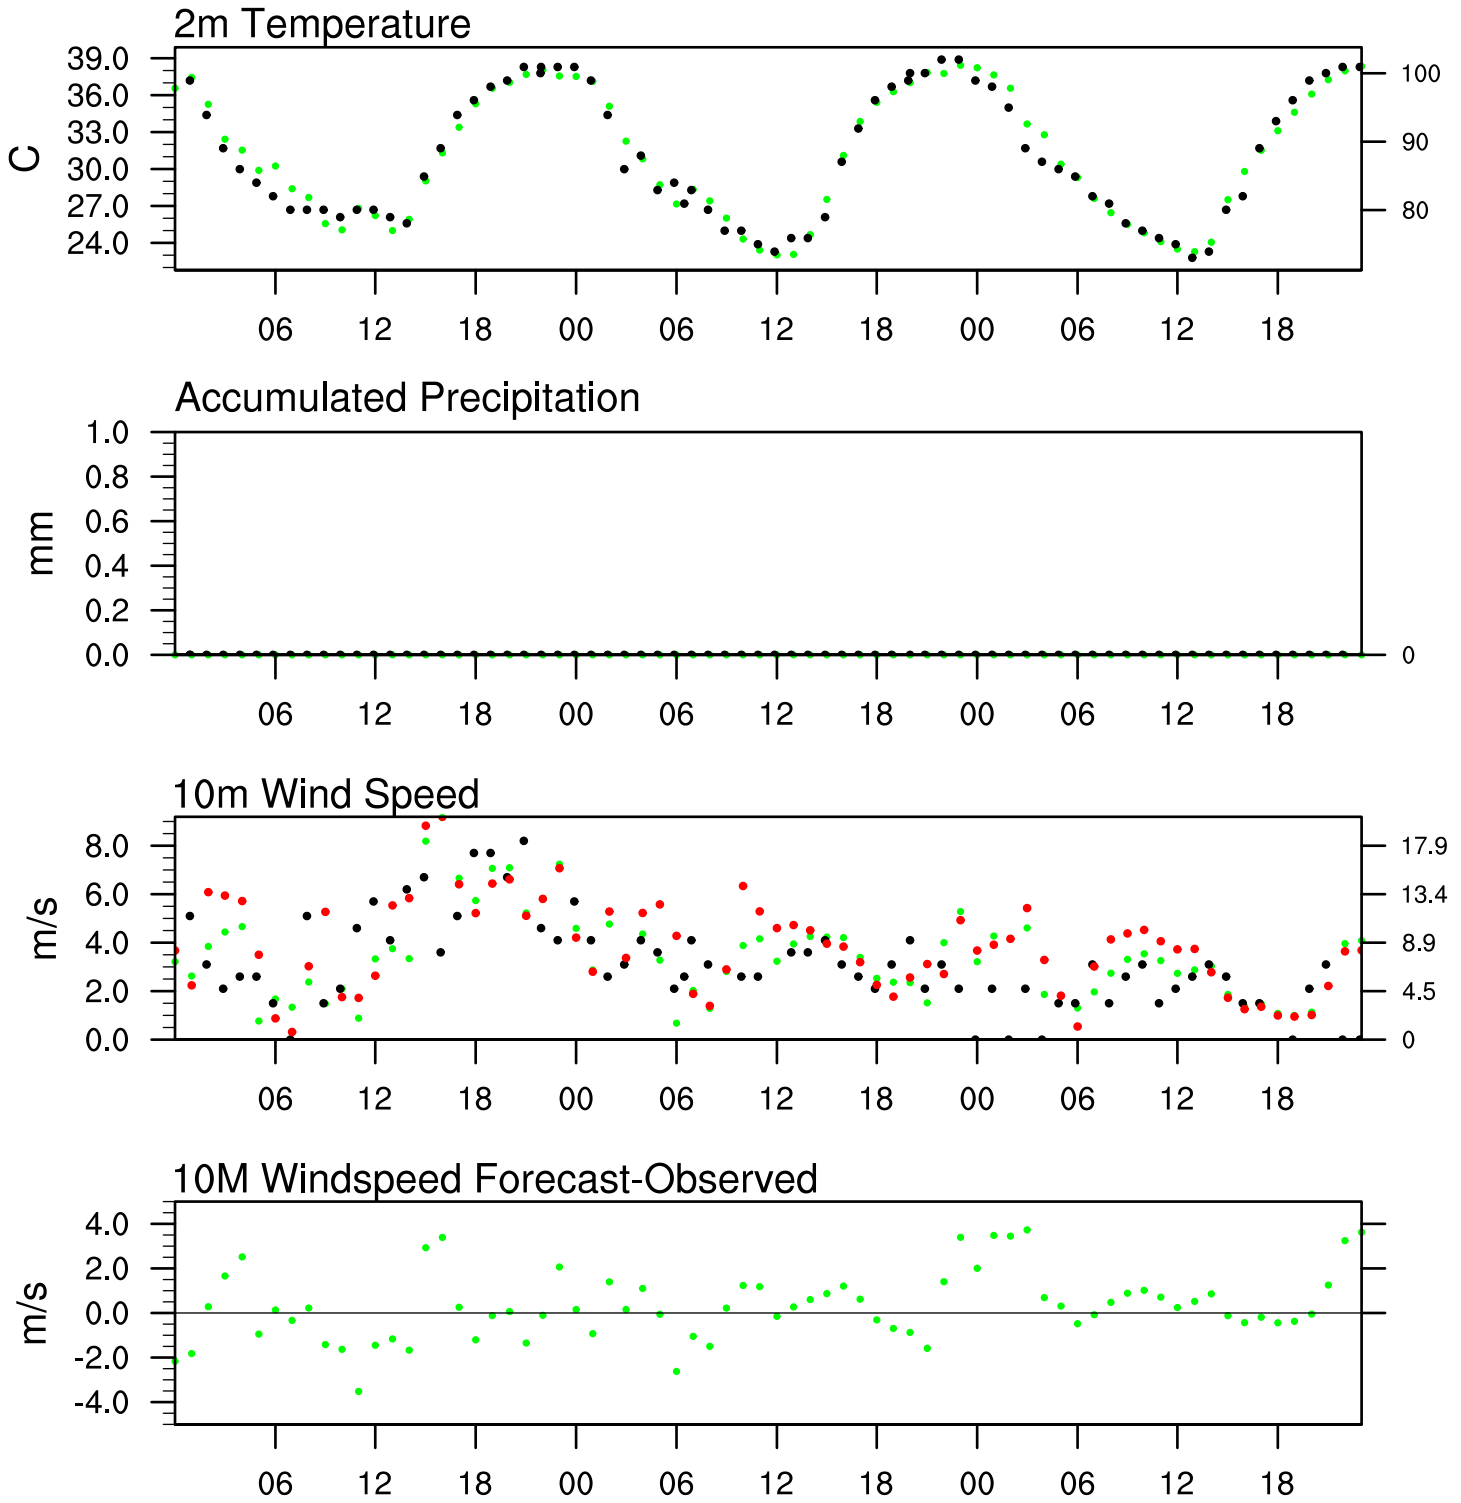 2m Temperature
39.0
36.0
33.0
30.0
27.0
24.0
C
100
90
80
06 12 18 00 06 12 18 00 06 12 18
Accumulated Precipitation
1.0
0.8
0.6
0.4
0.2
0.0
mm
0
06 12 18 00 06 12 18 00 06 12 18
10m Wind Speed
8.0
6.0
4.0
2.0
0.0
m/s
17.9
13.4
8.9
4.5
0
06 12 18 00 06 12 18 00 06 12 18
10M Windspeed Forecast-Observed
4.0
2.0
0.0
-2.0
-4.0
m/s
06 12 18 00 06 12 18 00 06 12 18